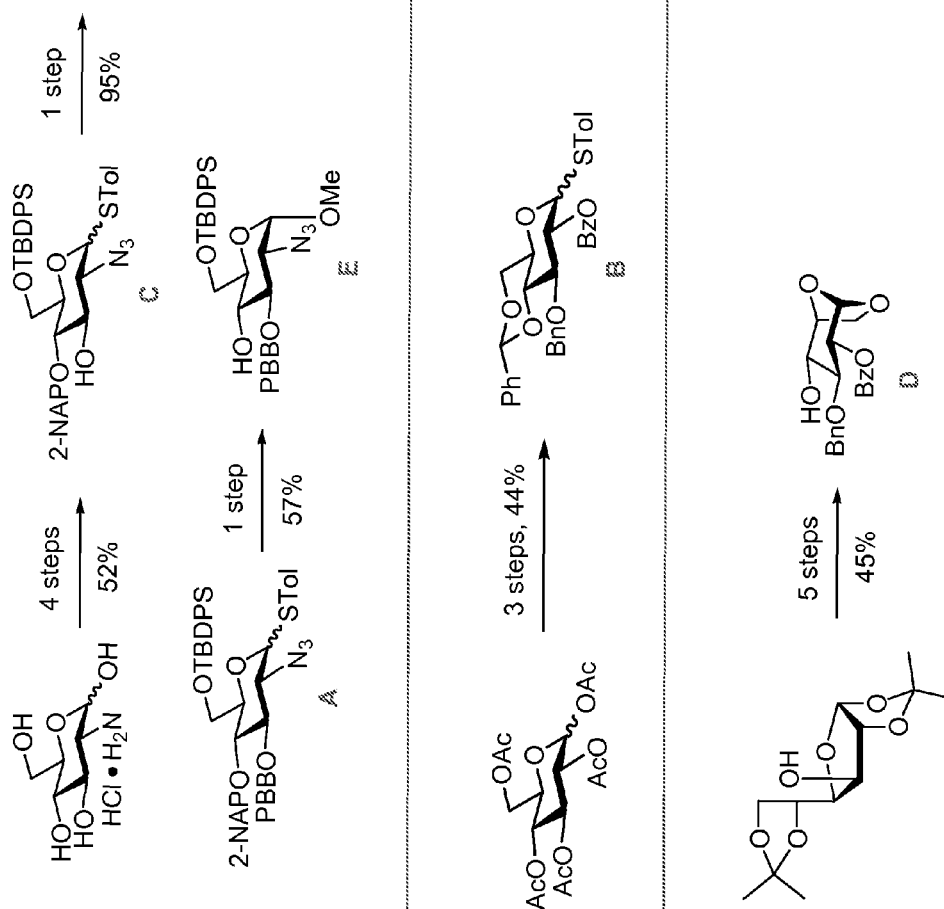 OH
HO
HO
HCl • H₂N
OH
4 steps
52%
OTBDPS
2-NAPO
HO
N₃
STol
C
1 step
95%
OTBDPS
2-NAPO
PBBO
N₃
STol
A
1 step
57%
OTBDPS
HO
PBBO
N₃
OMe
E
OAc
AcO
AcO
AcO
OAc
3 steps, 44%
Ph
O
O
O
BnO
BzO
STol
B
O
O
OH
O
O
O
5 steps
45%
HO
BnO
BzO
O
O
D